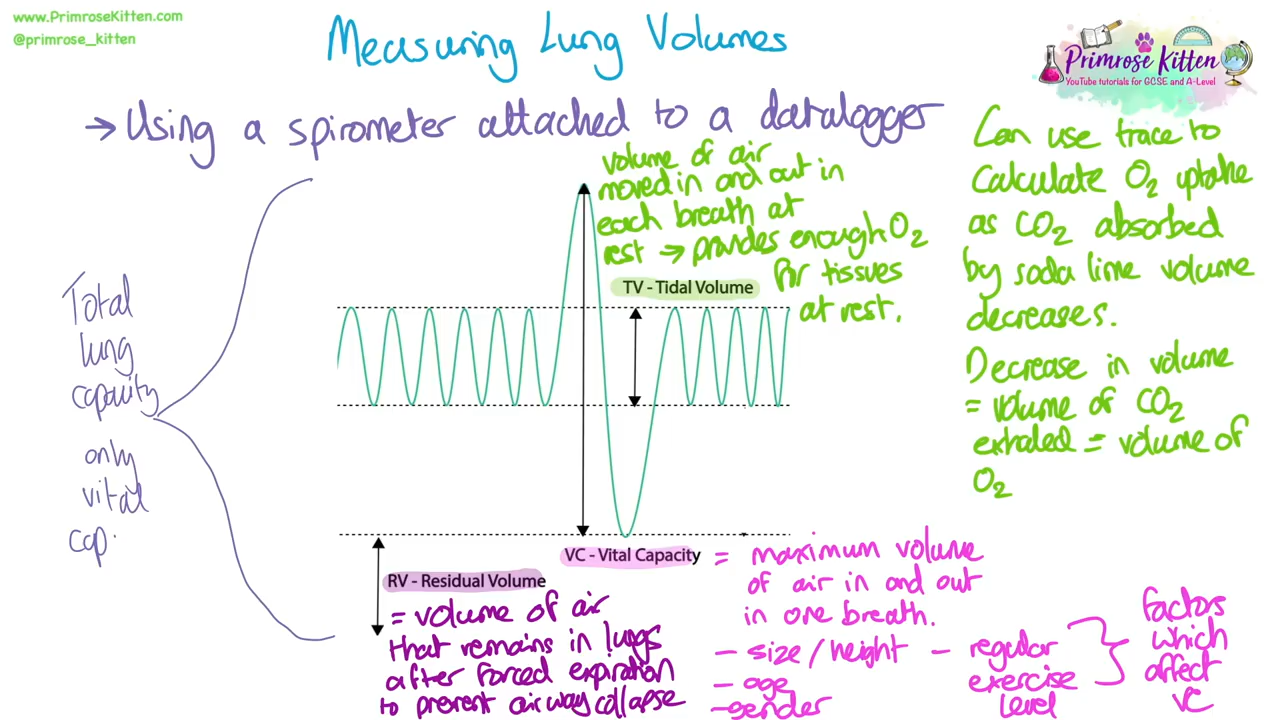 www.PrimroseKitten.com
@primrose_kitten
Measuring Lung Volumes
Primrose Kitten
YouTube tutorials for GCSE and A-Level
→ Using a spirometer attached to a datalogger
volume of air
moved in and out in
each breath at
rest → provides enough O2
for tissues
at rest.
TV - Tidal Volume
Can use trace to
calculate O2 uptake
as CO2 absorbed
by soda lime volume
decreases.
Decrease in volume
= volume of CO2
exhaled = volume of
O2
Total
lung
capacity
only
vital
cap
VC - Vital Capacity
= maximum volume
of air in and out
in one breath.
- size/height
- age
- gender
- regular
exercise
level
factors
which
affect
VC
RV - Residual Volume
= volume of air
that remains in lungs
after forced expiration
to prevent airway collapse